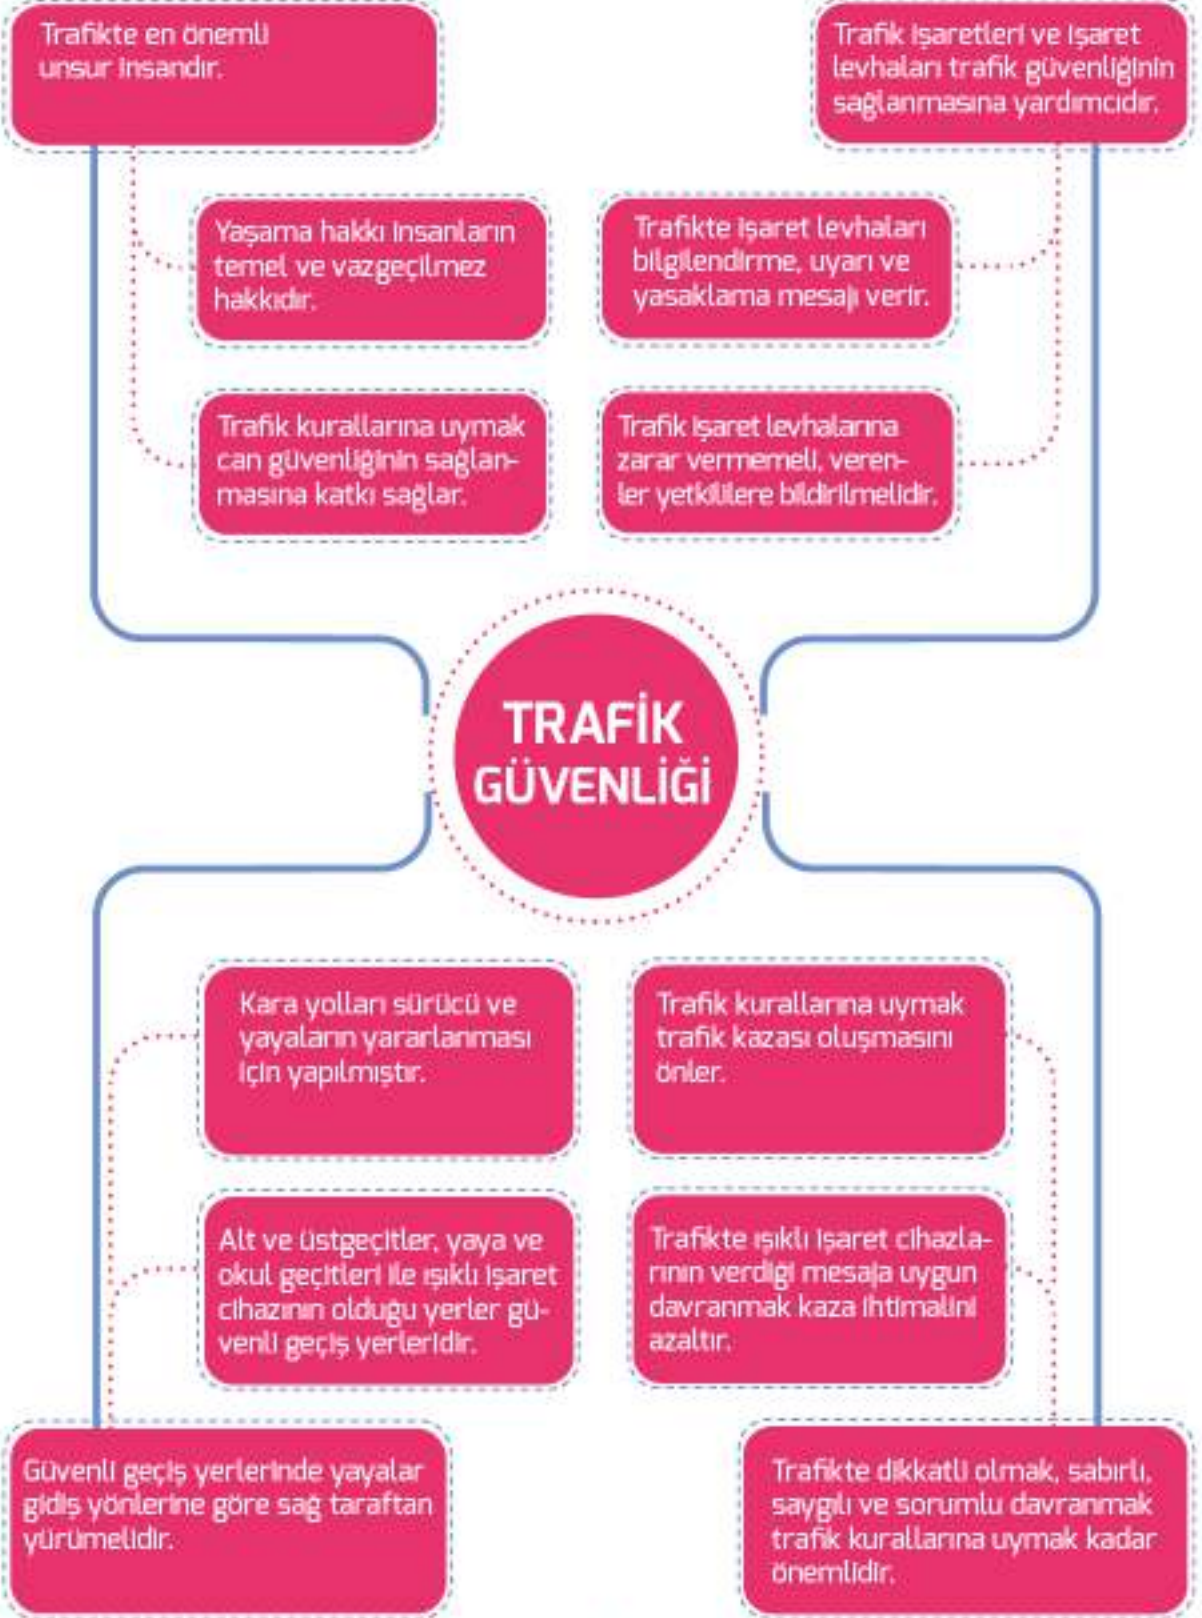 Trafikte en önemli
unsur insandır.
Trafik işaretleri ve işaret
levhaları trafik güvenliğinin
sağlanmasına yardımcıdır.
Yaşama hakkı insanların
temel ve vazgeçilmez
hakkıdır.
Trafikte işaret levhaları
bilgilendirme, uyarı ve
yasaklama mesajı verir.
Trafik kurallarına uymak
can güvenliğinin sağlan-
masına katkı sağlar.
Trafik işaret levhalarına
zarar vermemeli, veren-
ler yetkililere bildirilmelidir.
TRAFİK
GÜVENLİĞİ
Kara yolları sürücü ve
yayaların yararlanması
için yapılmıştır.
Trafik kurallarına uymak
trafik kazası oluşmasını
önler.
Alt ve üstgeçitler, yaya ve
okul geçitleri ile ışıklı işaret
cihazının olduğu yerler gü-
venli geçiş yerleridir.
Trafikte ışıklı işaret cihazla-
rının verdiği mesaja uygun
davranmak kaza ihtimalini
azaltır.
Güvenli geçiş yerlerinde yayalar
gidiş yönlerine göre sağ taraftan
yürümelidir.
Trafikte dikkatli olmak, sabırlı,
saygılı ve sorumlu davranmak
trafik kurallarına uymak kadar
önemlidir.